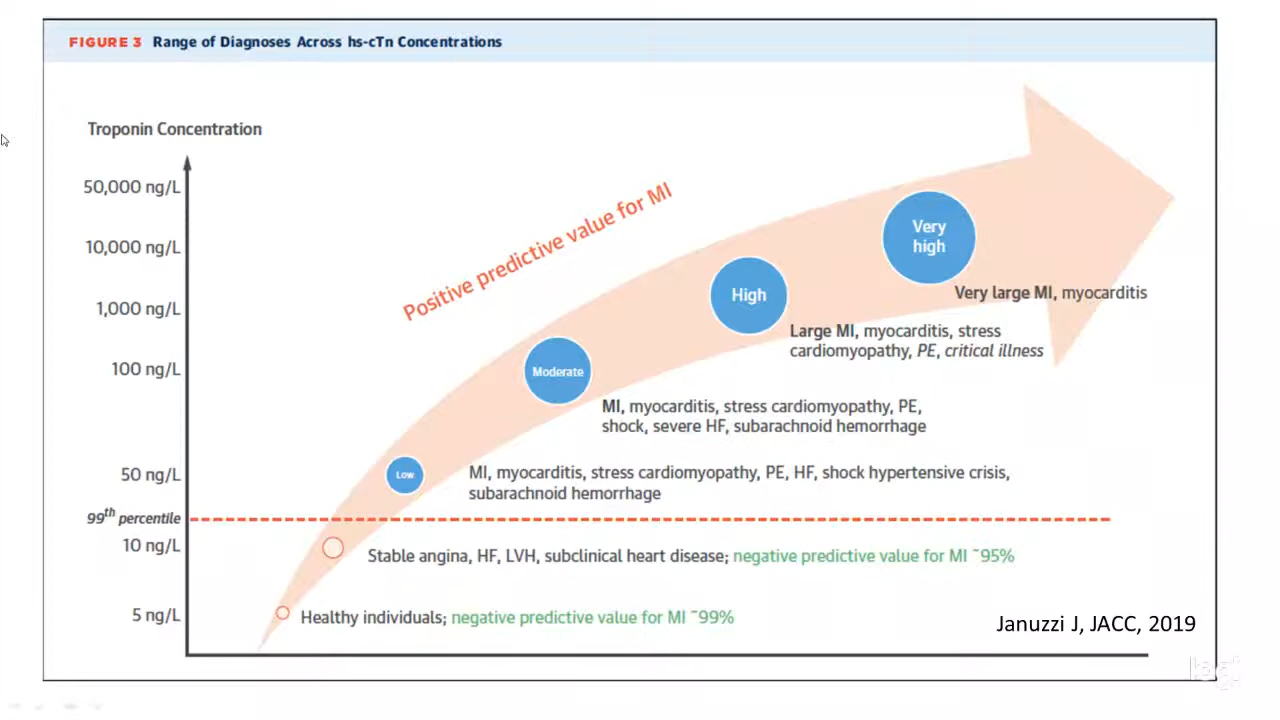 FIGURE 3 Range of Diagnoses Across hs-cTn Concentrations
Troponin Concentration
50,000 ng/L
10,000 ng/L
1,000 ng/L
100 ng/L
50 ng/L
99th percentile
10 ng/L
5 ng/L
Positive predictive value for MI
Very
high
Very large MI, myocarditis
High
Large MI, myocarditis, stress
cardiomyopathy, PE, critical illness
Moderate
MI, myocarditis, stress cardiomyopathy, PE,
shock, severe HF, subarachnoid hemorrhage
Low
MI, myocarditis, stress cardiomyopathy, PE, HF, shock hypertensive crisis,
subarachnoid hemorrhage
Stable angina, HF, LVH, subclinical heart disease; negative predictive value for MI ~95%
Healthy individuals; negative predictive value for MI ~99%
Januzzi J, JACC, 2019